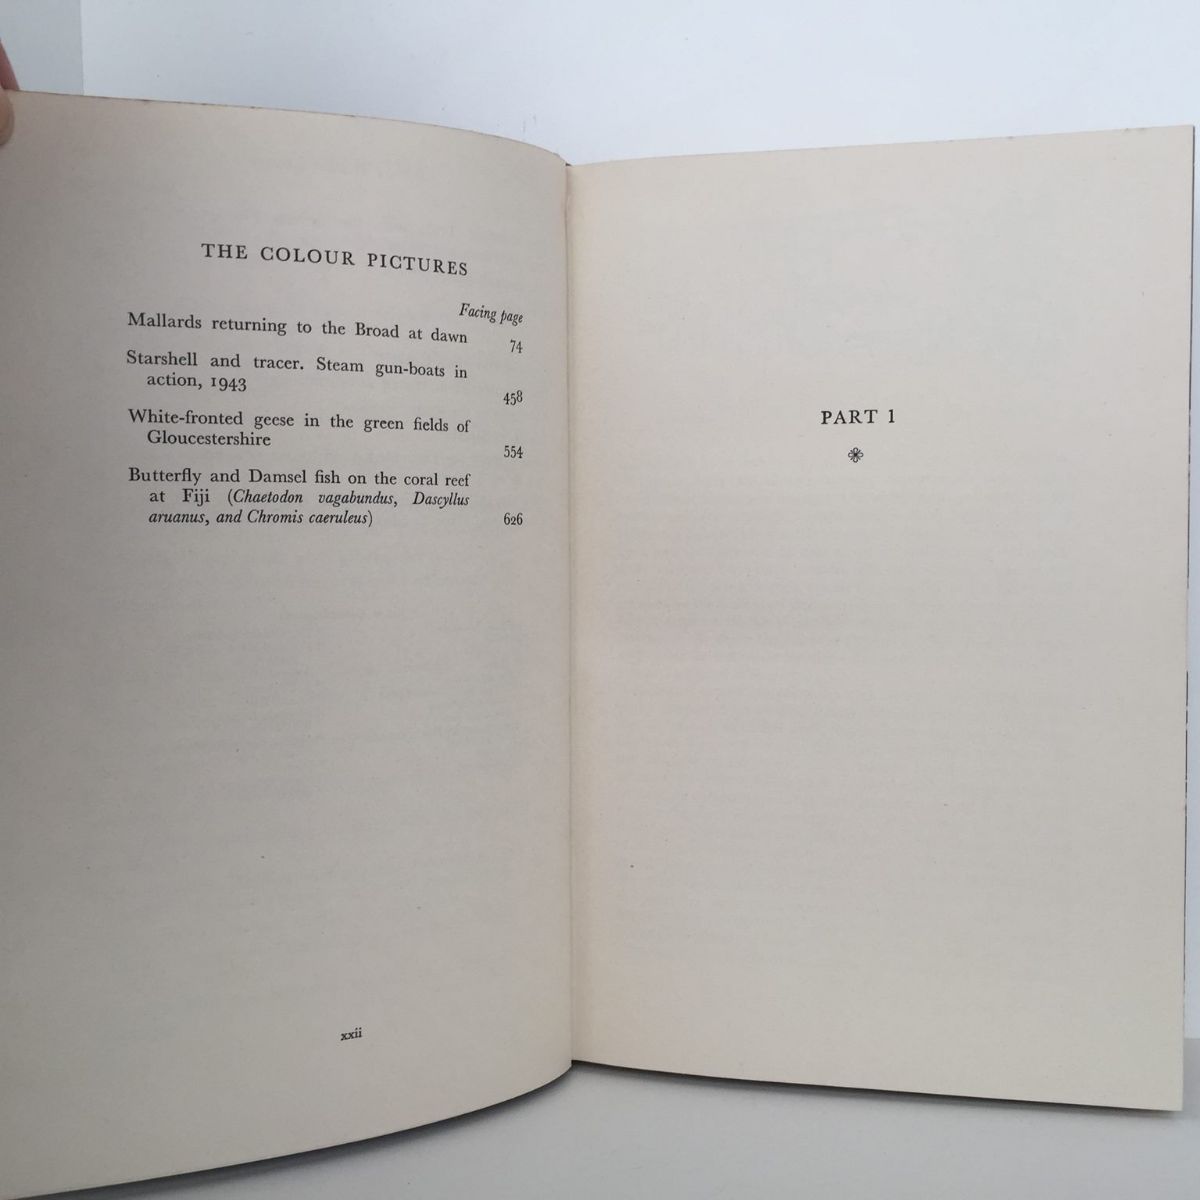 THE COLOUR PICTURES
Facing page
Mallards returning to the Broad at dawn 74
Starshell and tracer. Steam gun-boats in
action, 1943 458
White-fronted geese in the green fields of
Gloucestershire 554
Butterfly and Damsel fish on the coral reef
at Fiji (Chaetodon vagabundus, Dascyllus
aruanus, and Chromis caeruleus) 626
xxii
PART 1